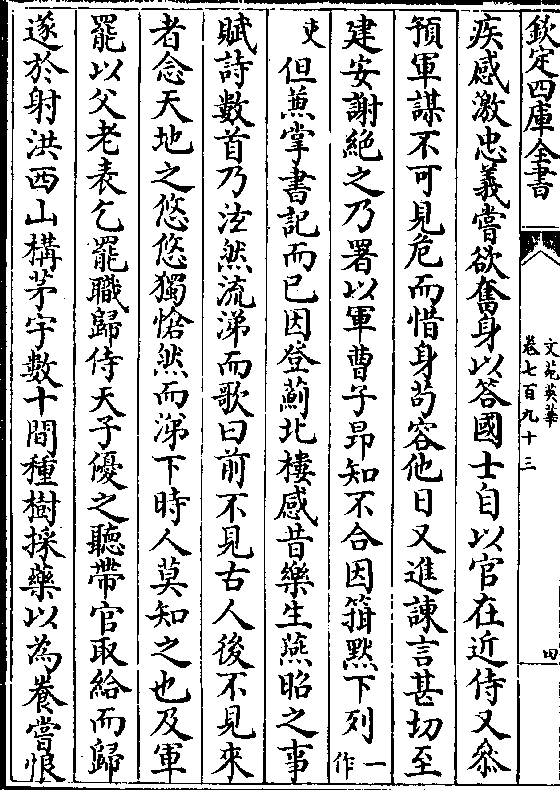 欽定四庫全書
文苑英華
卷七百九十三
四
疾感激忠義嘗欲奮身以答國士自以官在近侍又叅
預軍謀不可見危而惜身苟容他日又進諫言甚切至
建安謝絶之乃署以軍曹子昻知不合因箝黙下列一作
吏但兼掌書記而已因登薊北樓感昔樂生燕昭之事
賦詩數首乃泫然流涕而歌曰前不見古人後不見來
者念天地之悠悠獨愴然而涕下時人莫知之也及軍
罷以父老表乞罷職歸侍天子優之聽帶官取給而歸
遂於射洪西山構茅宇數十間種樹採藥以為飬嘗恨